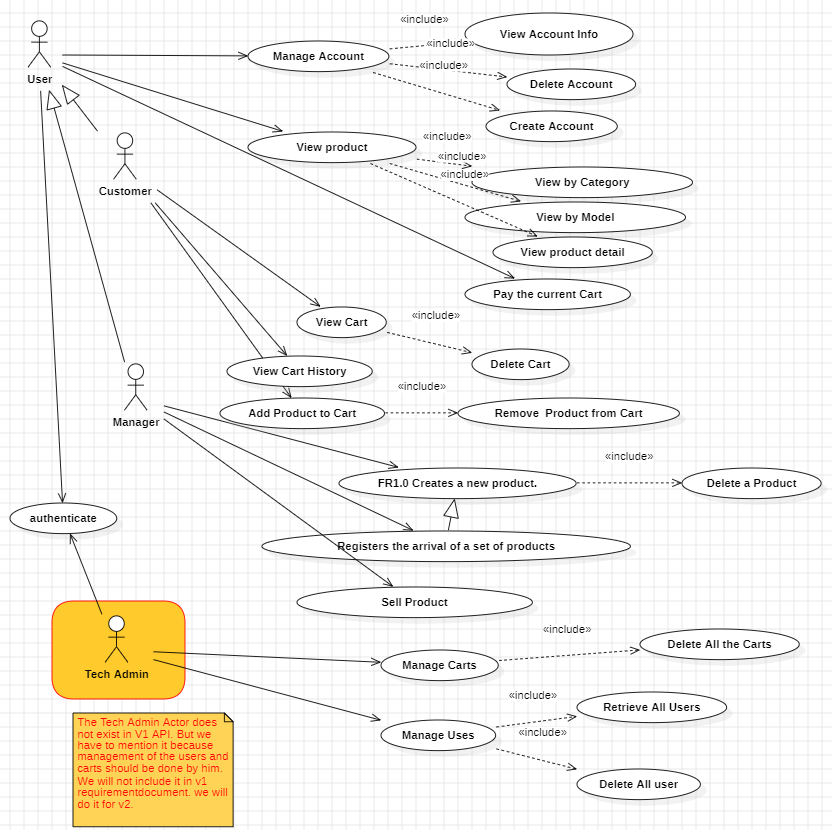 «include»
View Account Info
«include»
Manage Account
«include»
User
Delete Account
Create Account
«include»
View product
«include»
«include»
View by Category
Customer
View by Model
View product detail
Pay the current Cart
«include»
View Cart
Delete Cart
View Cart History
«include»
Add Product to Cart
Remove  Product from Cart
Manager
«include»
FR1.0 Creates a new product.
Delete a Product
authenticate
Registers the arrival of a set of products
Sell Product
«include»
Delete All the Carts
Manage Carts
Tech Admin
«include»
Retrieve All Users
«include»
Manage Uses
Delete All user
The Tech Admin Actor does
not exist in V1 API. But we
have to mention it because
management of the users and
carts should be done by him.
We will not include it in v1
requirementdocument. we will
do it for v2.